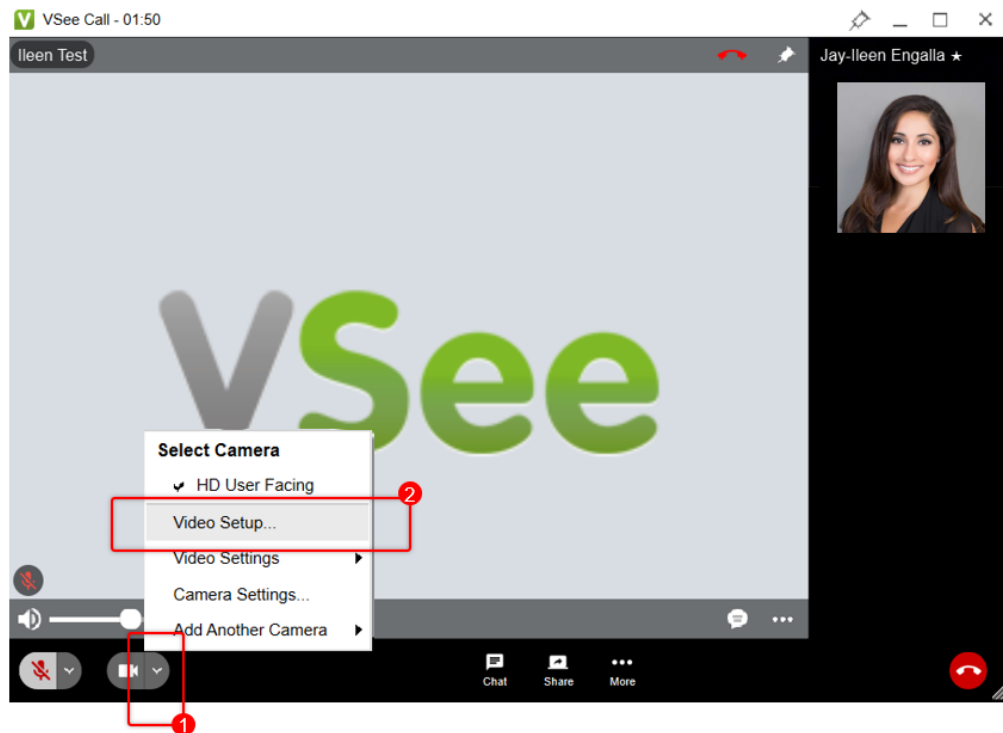 VSee Call - 01:50
Ileen Test
Jay-Ileen Engalla ★
VSee
Select Camera
✔ HD User Facing
2
Video Setup...
Video Settings
Camera Settings...
Add Another Camera
Chat
Share
More
1